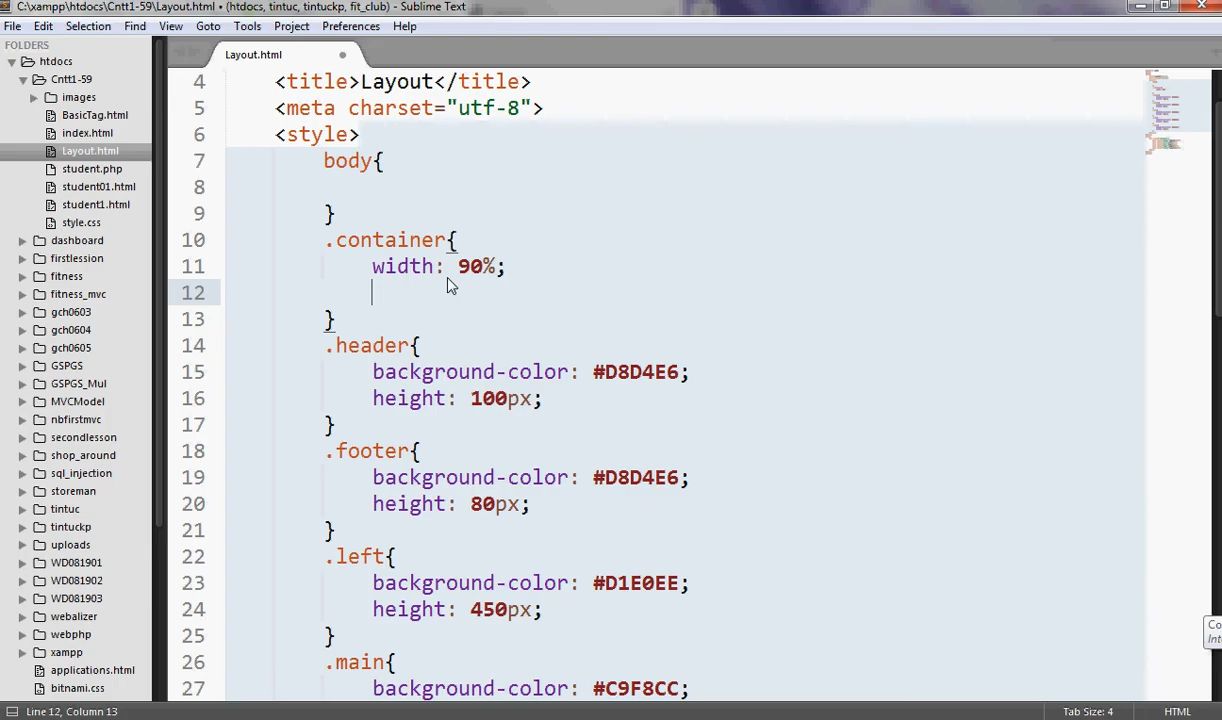 C:\xampp\htdocs\Cntt1-59\Layout.html • (htdocs, tintuc, tintuckp, fit_club) - Sublime Text
File Edit Selection Find View Goto Tools Project Preferences Help
FOLDERS
htdocs
Cntt1-59
images
BasicTag.html
index.html
Layout.html
student.php
student01.html
student1.html
style.css
dashboard
firstlession
fitness
fitness_mvc
gch0603
gch0604
gch0605
GSPGS
GSPGS_Mul
MVCModel
nbfirstmvc
secondlesson
shop_around
sql_injection
storeman
tintuc
tintuckp
uploads
WD081901
WD081902
WD081903
webalizer
webphp
xampp
applications.html
bitnami.css
Layout.html
4 <title>Layout</title>
5 <meta charset="utf-8">
6 <style>
7 body{
8
9 }
10 .container{
11 width: 90%;
12
13 }
14 .header{
15 background-color: #D8D4E6;
16 height: 100px;
17 }
18 .footer{
19 background-color: #D8D4E6;
20 height: 80px;
21 }
22 .left{
23 background-color: #D1E0EE;
24 height: 450px;
25 }
26 .main{
27 background-color: #C9F8CC;
Co
Int
Line 12, Column 13
Tab Size: 4
HTML